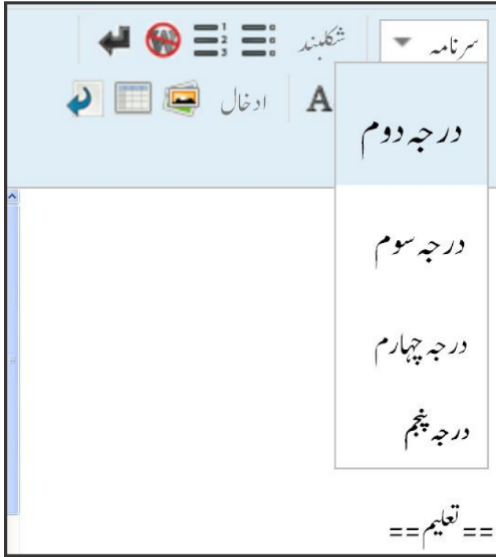 سرنامہ شکلبند
A ادخال
درجہ دوم
درجہ سوم
درجہ چہارم
درجہ پنجم
==تعلیم==